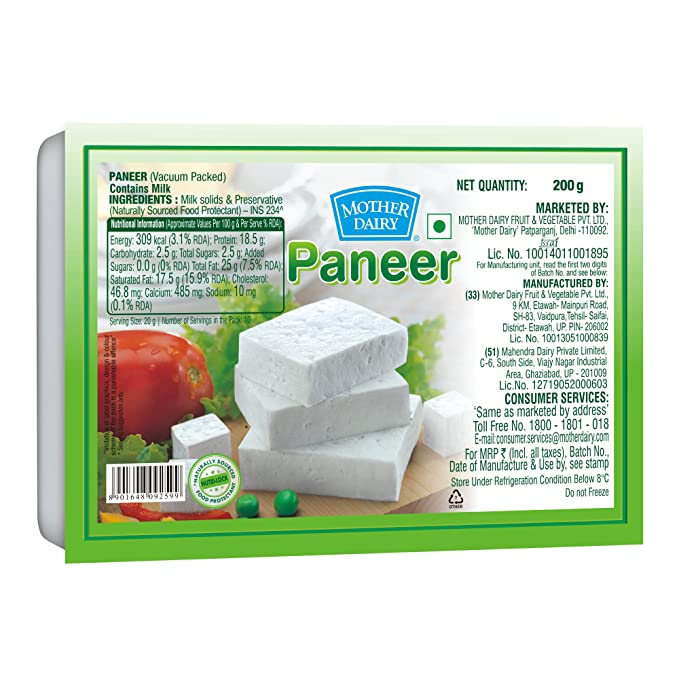 PANEER (Vacuum Packed)
Contains Milk
INGREDIENTS : Milk solids & Preservative
(Naturally Sourced Food Protectant) – INS 234^
Nutritional Information (Approximate Values Per 100 g & Per Serve % RDA):
Energy: 309 kcal (3.1% RDA); Protein: 18.5 g;
Carbohydrate: 2.5 g; Total Sugars: 2.5 g; Added
Sugars: 0.0 g (0% RDA); Total Fat: 25 g (7.5% RDA);
Saturated Fat: 17.5 g (15.9% RDA); Cholesterol:
46.8 mg; Calcium: 485 mg; Sodium: 10 mg
(0.1% RDA)
Serving Size: 20 g | Number of Servings in the Pack: 10
MOTHER
DAIRY
®
Paneer
NET QUANTITY: 200 g
MARKETED BY:
MOTHER DAIRY FRUIT & VEGETABLE PVT. LTD.,
'Mother Dairy' Patparganj, Delhi -110092.
fssai
Lic. No. 10014011001895
For Manufacturing unit, read the first two digits
of Batch No. and see below:
MANUFACTURED BY:
(33) Mother Dairy Fruit & Vegetable Pvt. Ltd.,
9 KM, Etawah- Mainpuri Road,
SH-83, Vaidpura,Tehsil- Saifai,
District- Etawah, UP. PIN- 206002
Lic. No. 10013051000839
(51) Mahendra Dairy Private Limited,
C-6, South Side, Vijay Nagar Industrial
Area, Ghaziabad, UP - 201009
Lic.No. 12719052000603
CONSUMER SERVICES:
'Same as marketed by address'
Toll Free No. 1800 - 1801 - 018
E-mail:consumer.services@motherdairy.com
For MRP ₹ (Incl. all taxes), Batch No.,
Date of Manufacture & Use by, see stamp
Store Under Refrigeration Condition Below 8°C
Do not Freeze
8 901648 092599
NATURALLY SOURCED
NUTRI-LOCK
FOOD PROTECTANT
OTHER